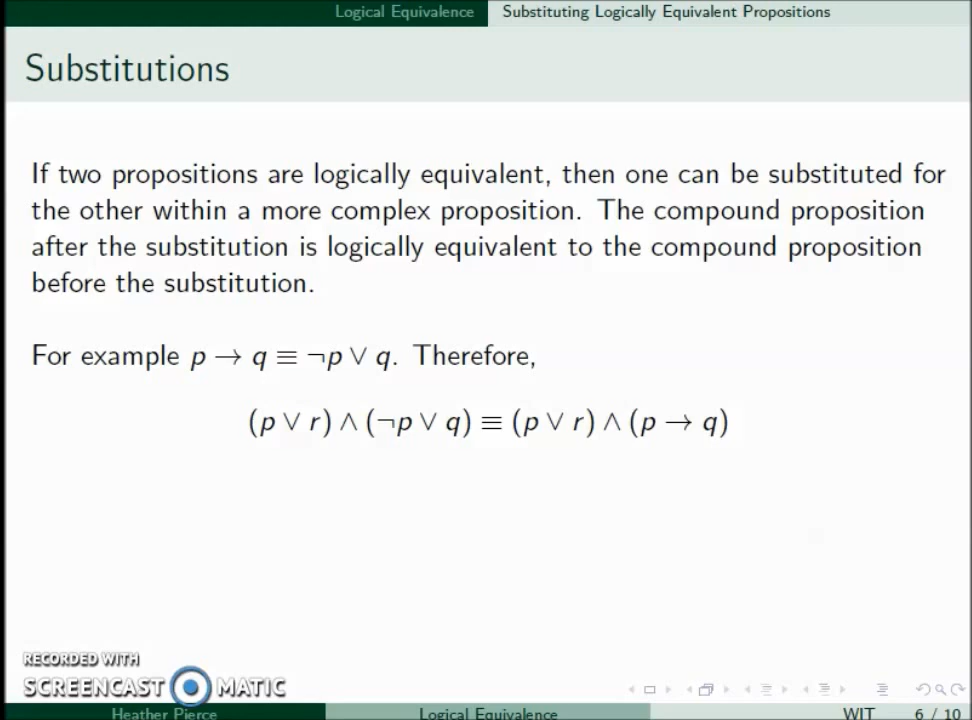 Logical Equivalence Substituting Logically Equivalent Propositions
Substitutions
If two propositions are logically equivalent, then one can be substituted for
the other within a more complex proposition. The compound proposition
after the substitution is logically equivalent to the compound proposition
before the substitution.
For example p → q ≡ ¬p ∨ q. Therefore,
(p ∨ r) ∧ (¬p ∨ q) ≡ (p ∨ r) ∧ (p → q)
RECORDED WITH
SCREENCAST MATIC
Heather Pierce Logical Equivalence WIT 6 / 10